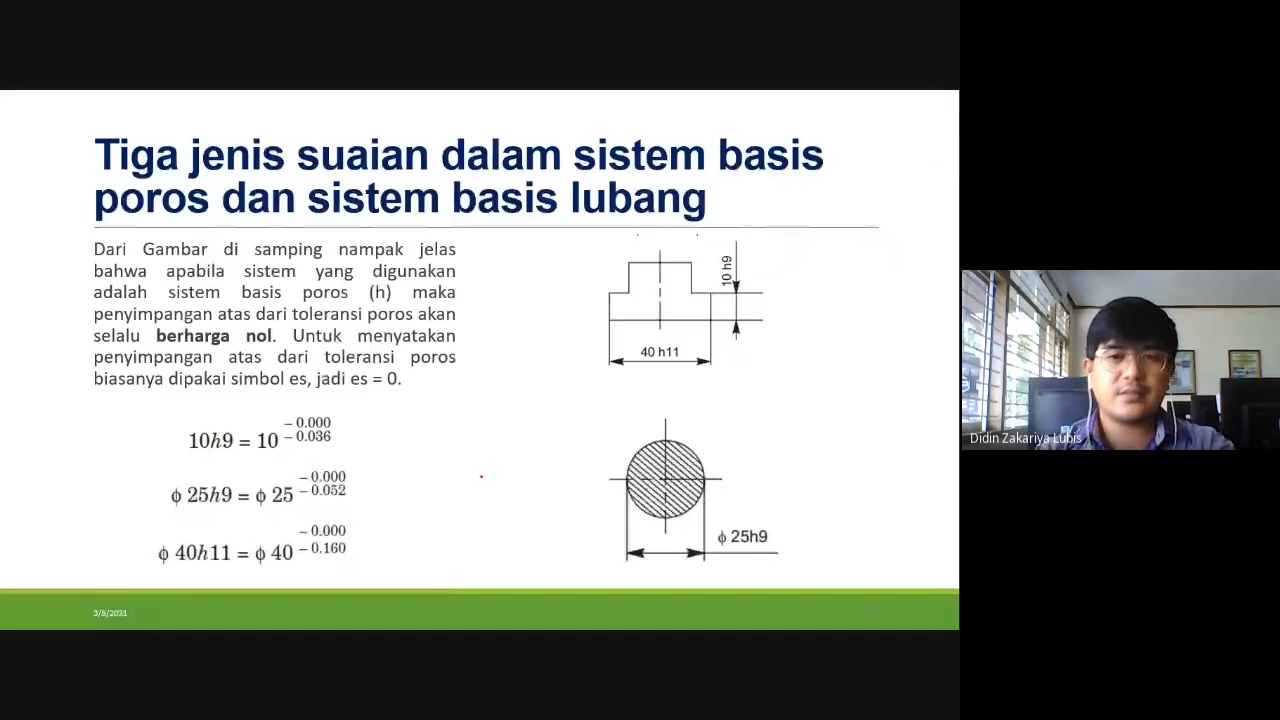 Tiga jenis suaian dalam sistem basis
poros dan sistem basis lubang
Dari Gambar di samping nampak jelas
bahwa apabila sistem yang digunakan
adalah sistem basis poros (h) maka
penyimpangan atas dari toleransi poros akan
selalu berharga nol. Untuk menyatakan
penyimpangan atas dari toleransi poros
biasanya dipakai simbol es, jadi es = 0.
− 0.000
10h9 = 10 − 0.036
− 0.000
ϕ 25h9 = ϕ 25 − 0.052
− 0.000
ϕ 40h11 = ϕ 40 − 0.160
10 h9
40 h11
ϕ 25h9
3/8/2021
Didin Zakariya Lubis